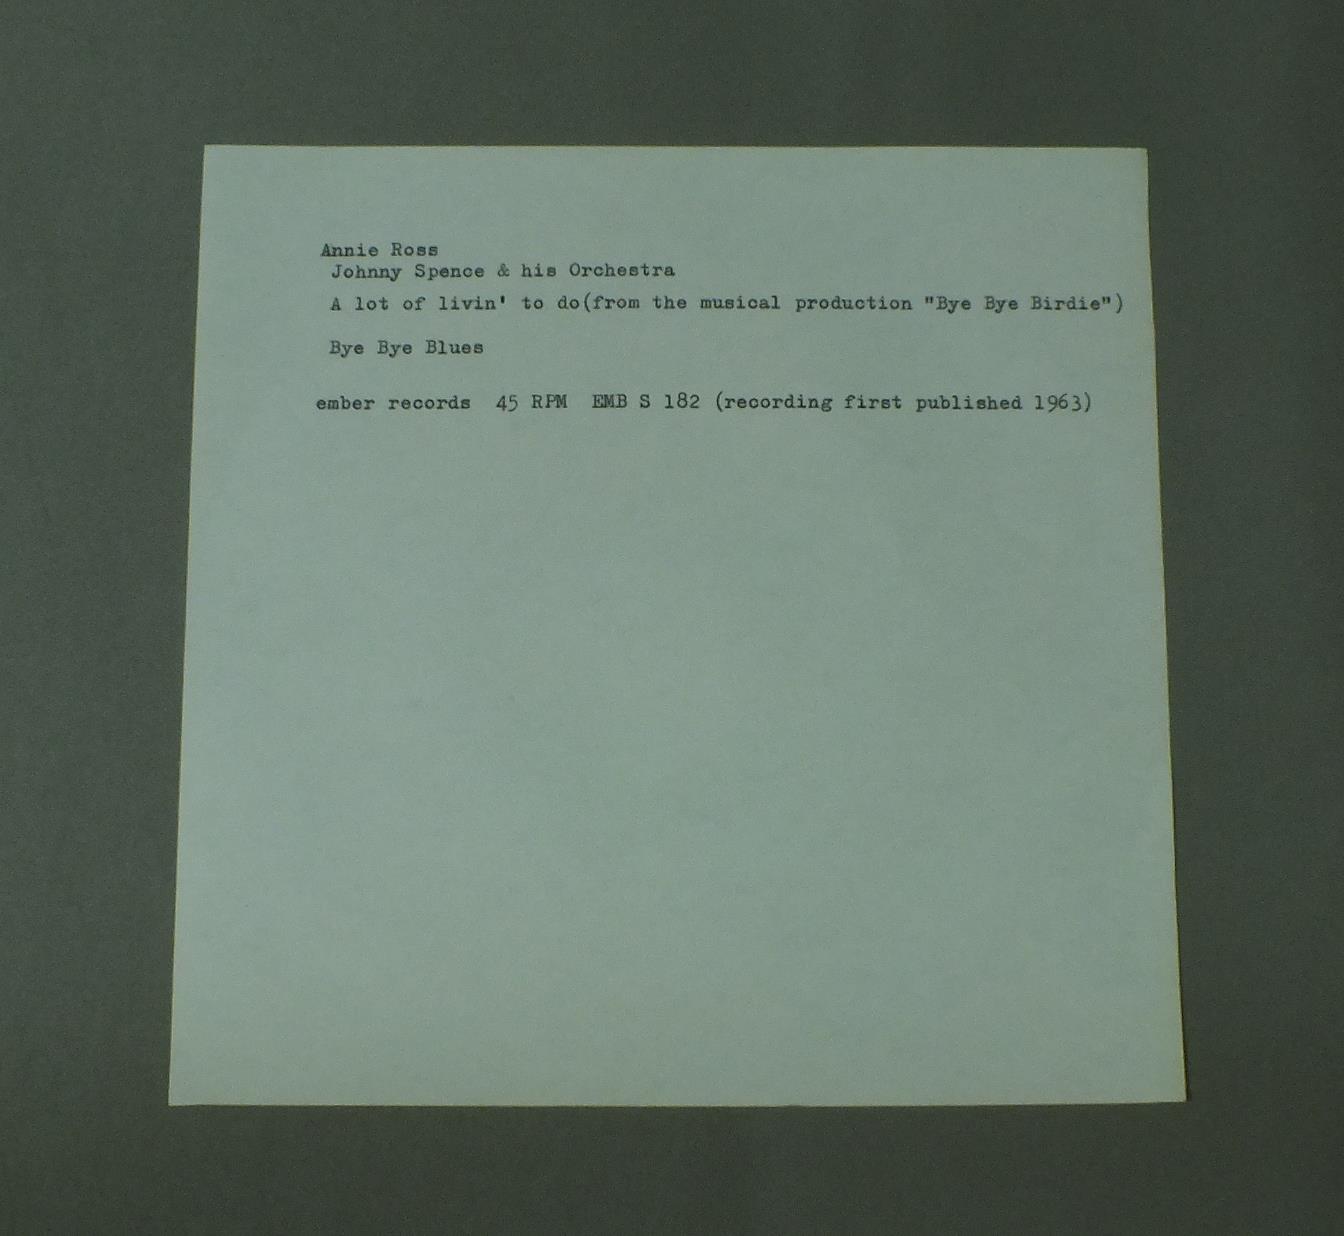 Annie Ross
Johnny Spence & his Orchestra
A lot of livin' to do(from the musical production "Bye Bye Birdie")
Bye Bye Blues
ember records  45 RPM  EMB S 182 (recording first published 1963)